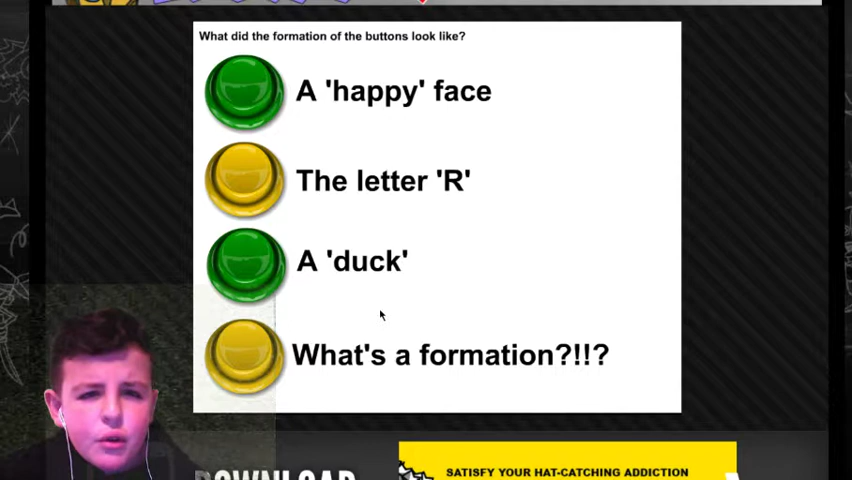 What did the formation of the buttons look like?
A 'happy' face
The letter 'R'
A 'duck'
What's a formation?!!?
DOWNLOAD
SATISFY YOUR HAT-CATCHING ADDICTION